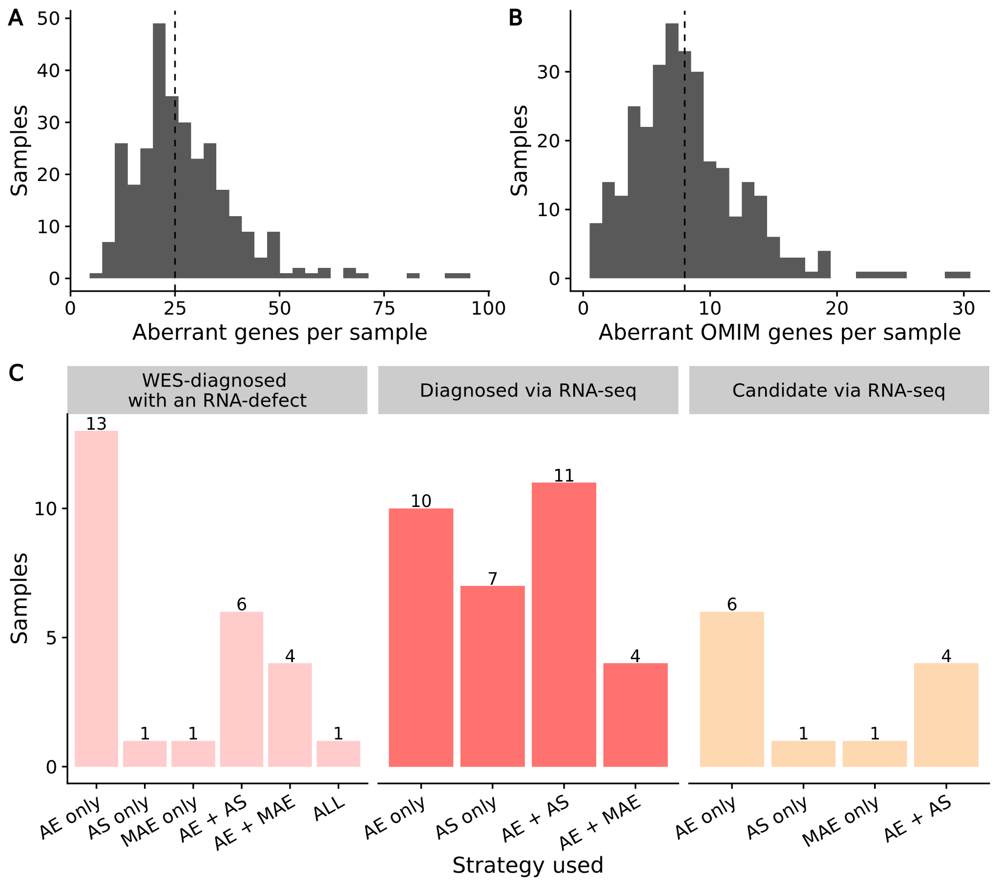 A
50
40
30
20
10
0
Samples
0 25 50 75 100
Aberrant genes per sample
B
30
20
10
0
Samples
0 10 20 30
Aberrant OMIM genes per sample
C
WES-diagnosed
with an RNA-defect
Diagnosed via RNA-seq
Candidate via RNA-seq
10
5
0
Samples
13 1 1 6 4 1
10 7 11 4
6 1 1 4
AE only
AS only
MAE only
AE + AS
AE + MAE
ALL
AE only
AS only
AE + AS
AE + MAE
AE only
AS only
MAE only
AE + AS
Strategy used